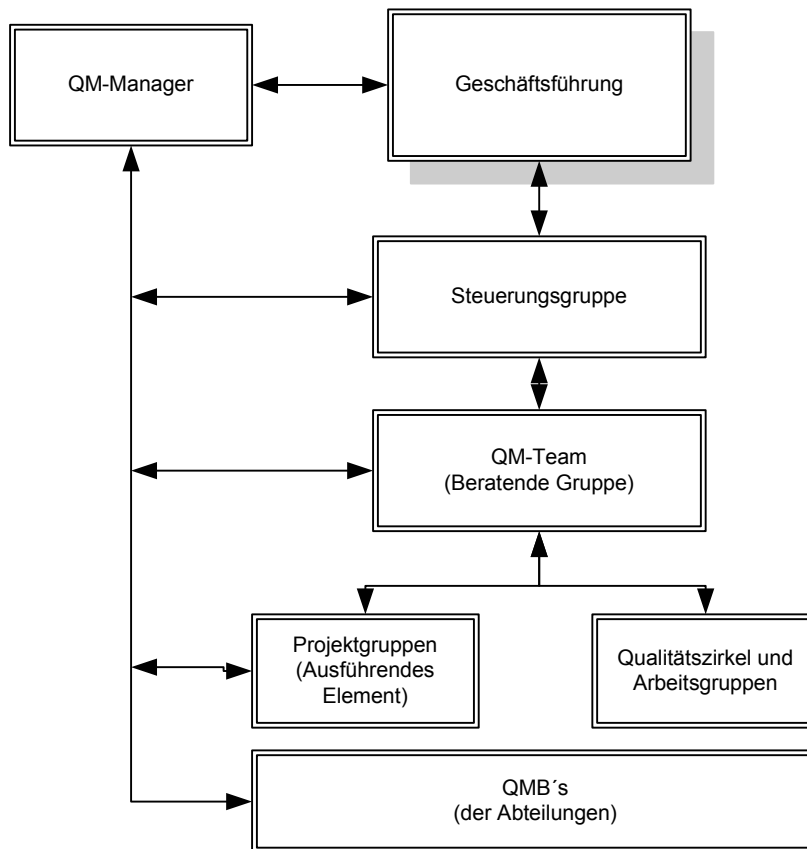 QM-Manager
Geschäftsführung
Steuerungsgruppe
QM-Team
(Beratende Gruppe)
Projektgruppen
(Ausführendes
Element)
Qualitätszirkel und
Arbeitsgruppen
QMB´s
(der Abteilungen)